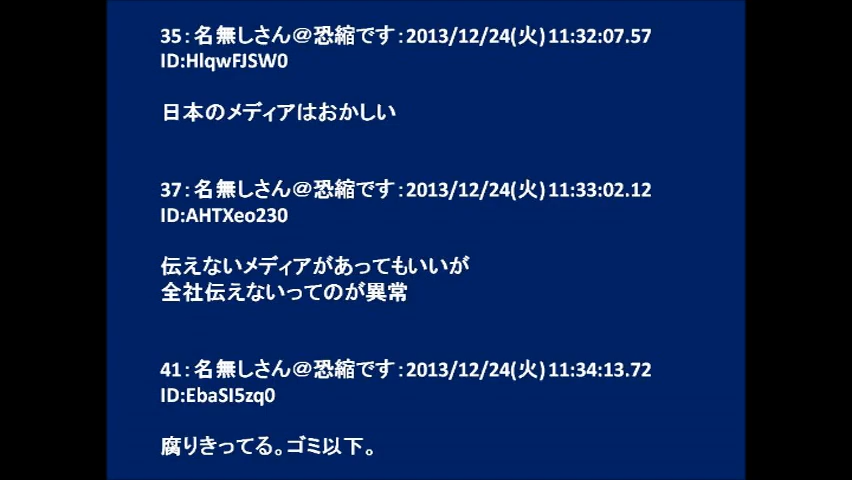 35：名無しさん＠恐縮です：2013/12/24(火) 11:32:07.57
ID:HlqwFJSW0
日本のメディアはおかしい
37：名無しさん＠恐縮です：2013/12/24(火) 11:33:02.12
ID:AHTXeo230
伝えないメディアがあってもいいが
全社伝えないってのが異常
41：名無しさん＠恐縮です：2013/12/24(火) 11:34:13.72
ID:EbaSI5zq0
腐りきってる。ゴミ以下。